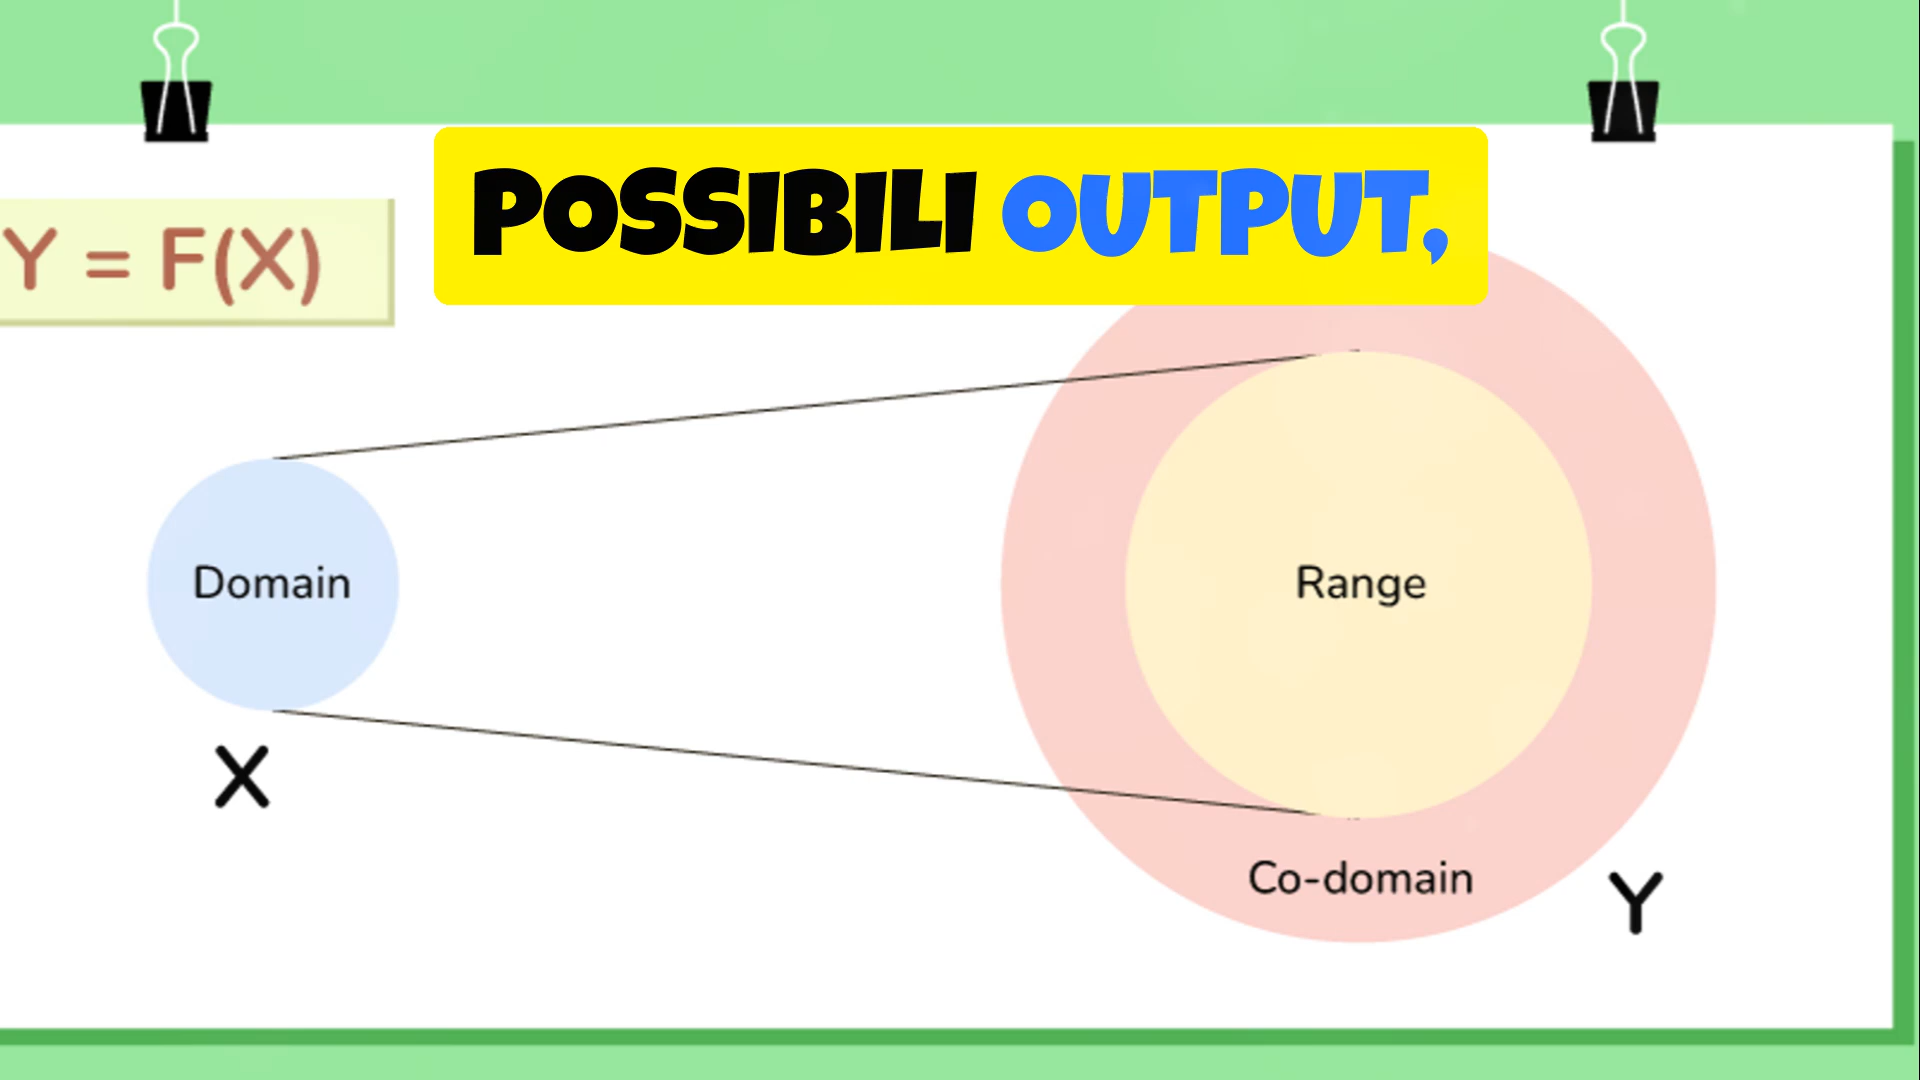 POSSIBILI OUTPUT,
Y = F(X)
Domain
Range
X
Co-domain
Y